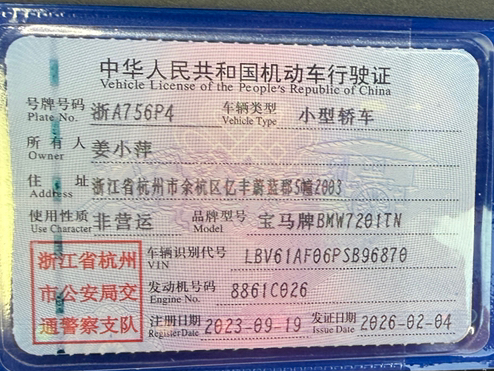 中华人民共和国机动车行驶证
Vehicle License of the People's Republic of China
号牌号码 浙A756P4 车辆类型 小型轿车
Plate No. Vehicle Type
所有人 姜小萍
Owner
住址 浙江省杭州市余杭区亿丰蔚蓝郡5幢2003
Address
使用性质 非营运 品牌型号 宝马牌BMW7201TN
Use Character Model
浙江省杭州
市公安局交
通警察支队
车辆识别代号 LBV61AF06PSB96870
VIN
发动机号码 8861C026
Engine No.
注册日期 2023-09-19 发证日期 2026-02-04
Register Date Issue Date